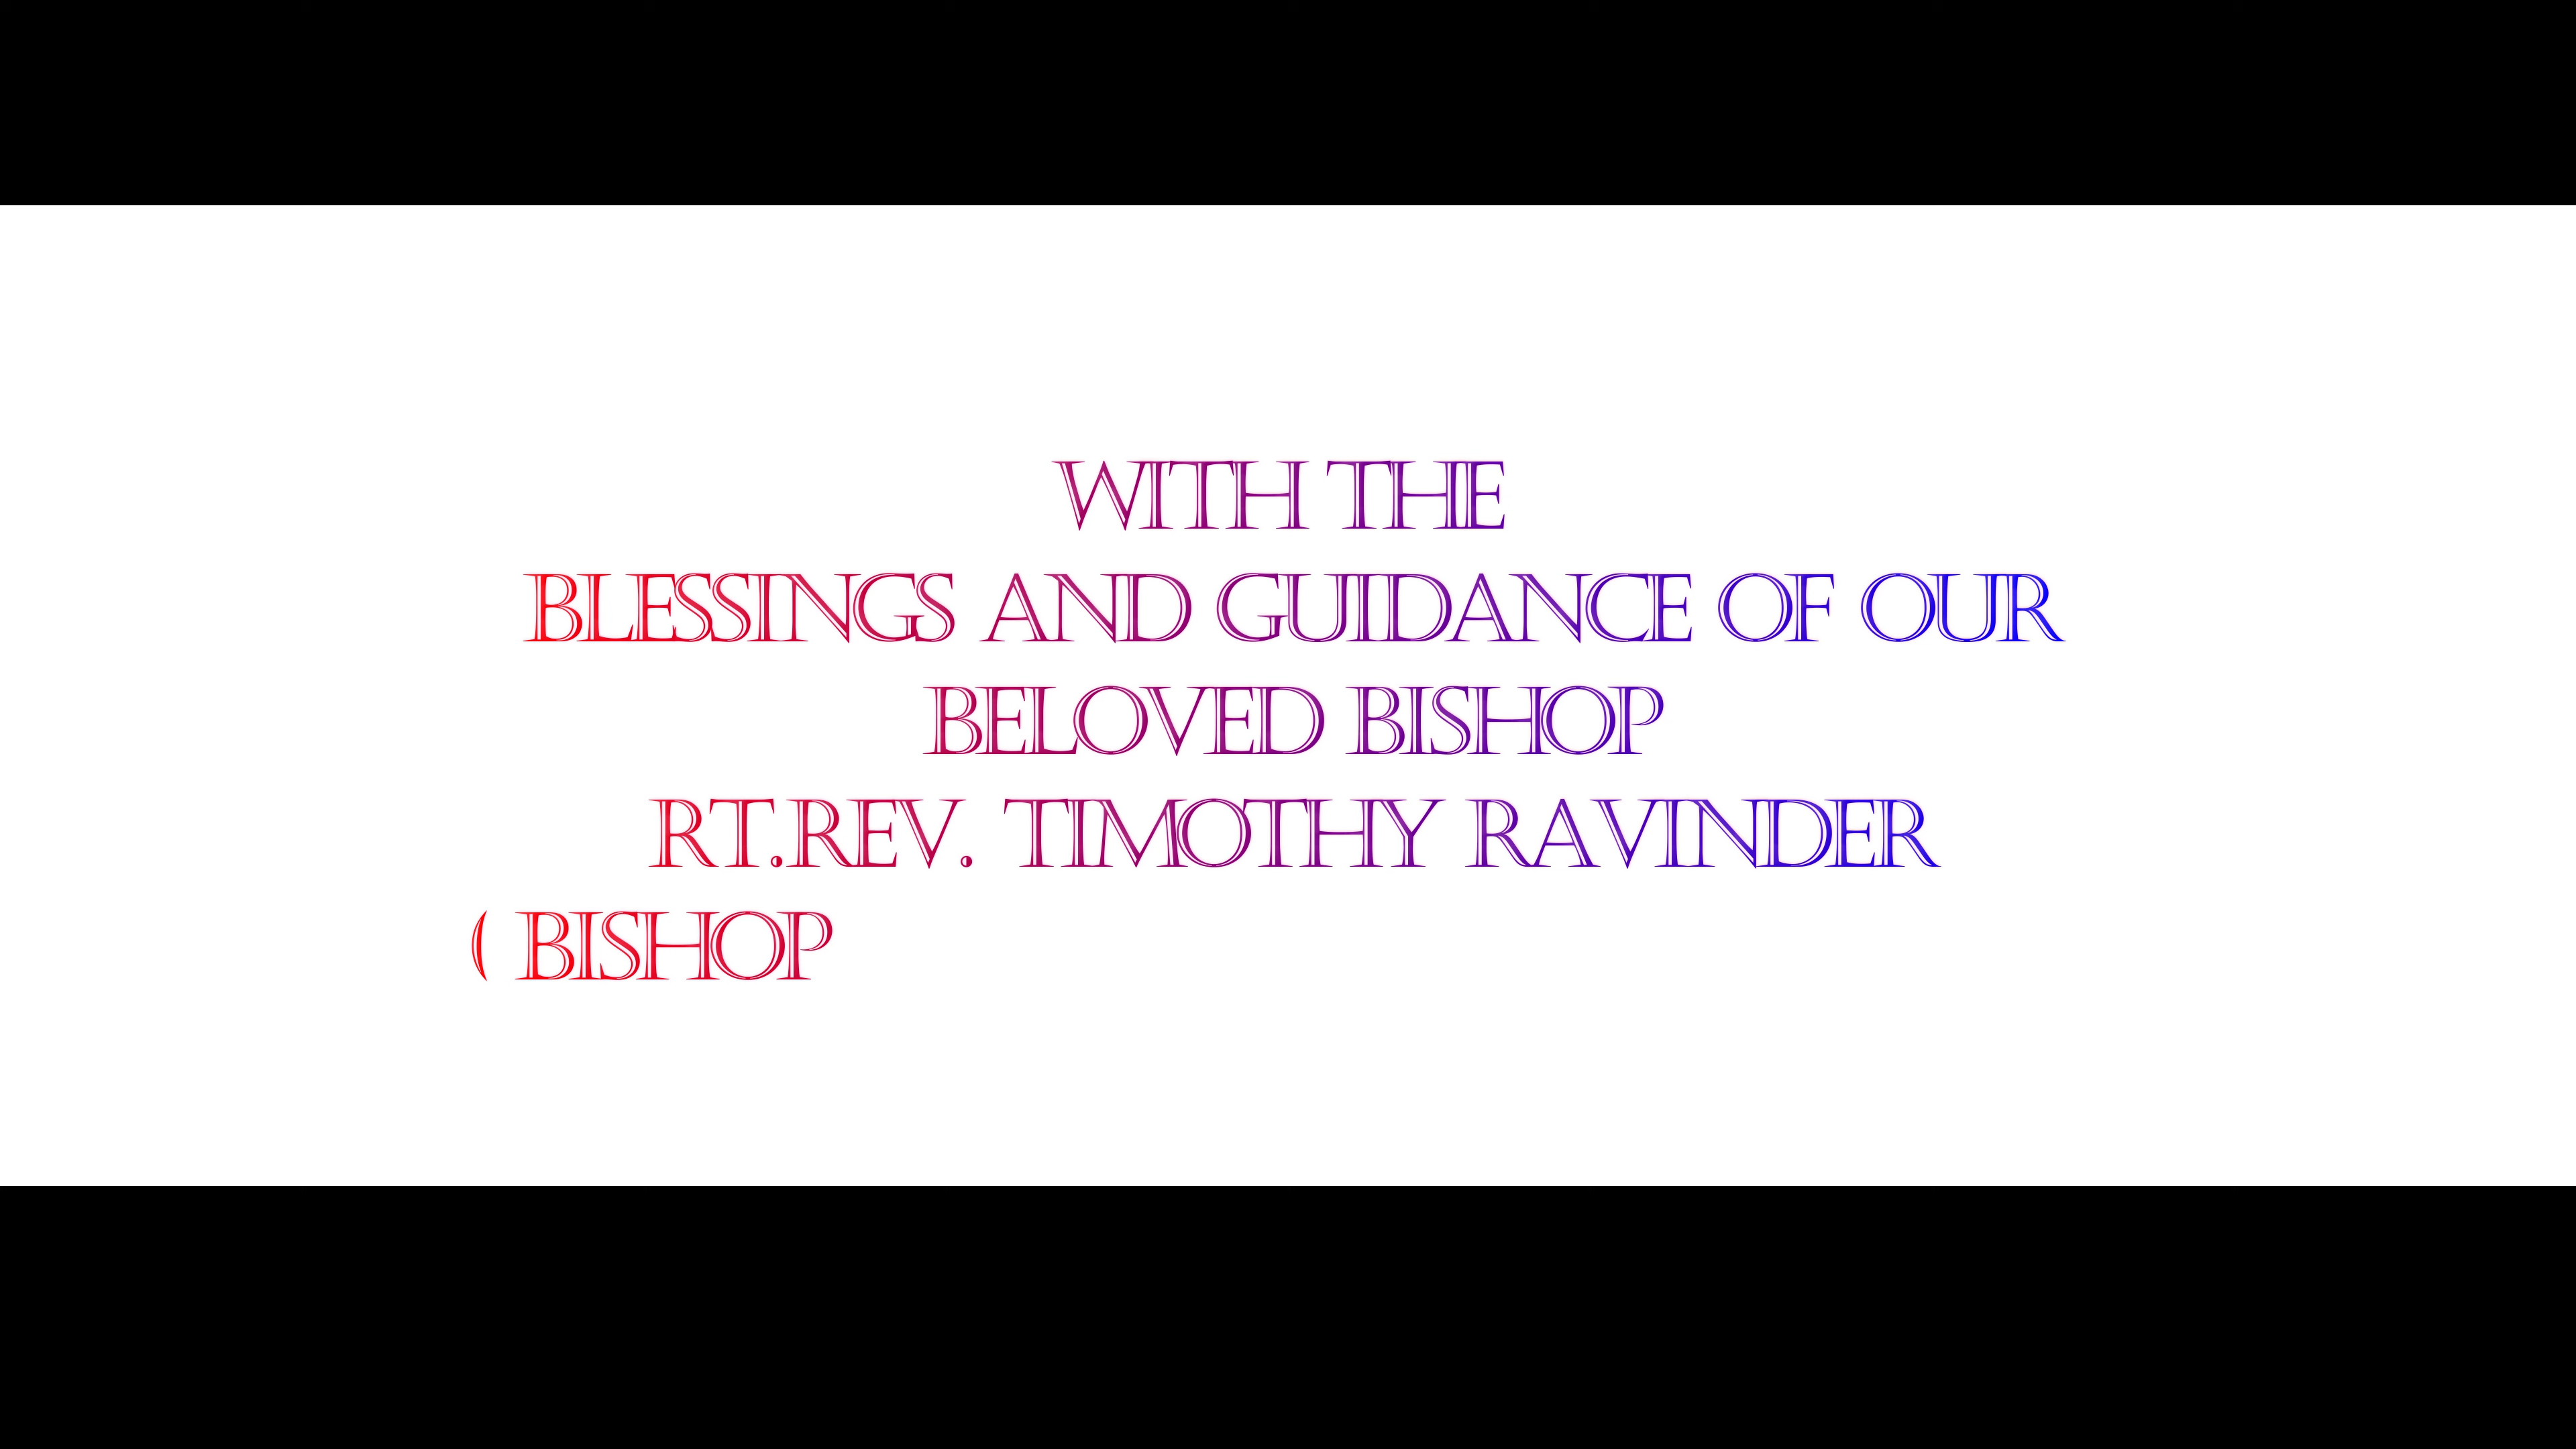 WITH THE
BLESSINGS AND GUIDANCE OF OUR
BELOVED BISHOP
RT.REV. TIMOTHY RAVINDER
( BISHOP